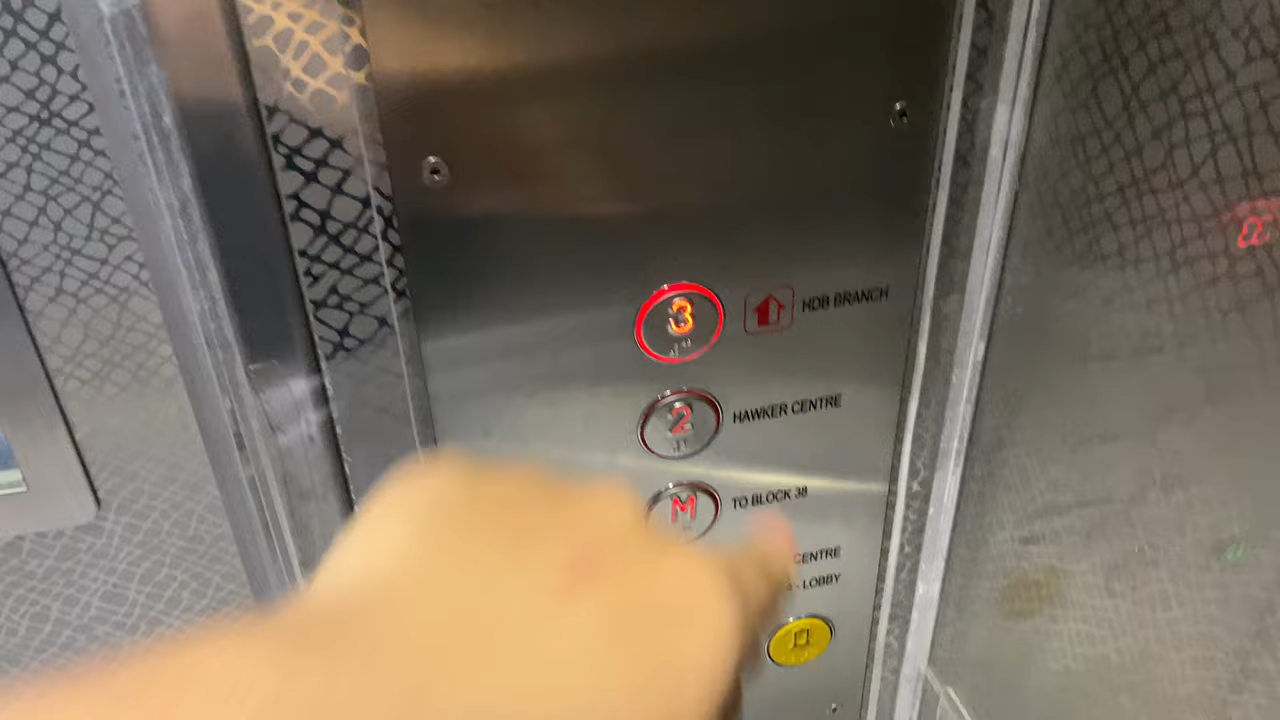 3 HDB BRANCH
2 HAWKER CENTRE
M TO BLOCK 38
CENTRE
- LOBBY